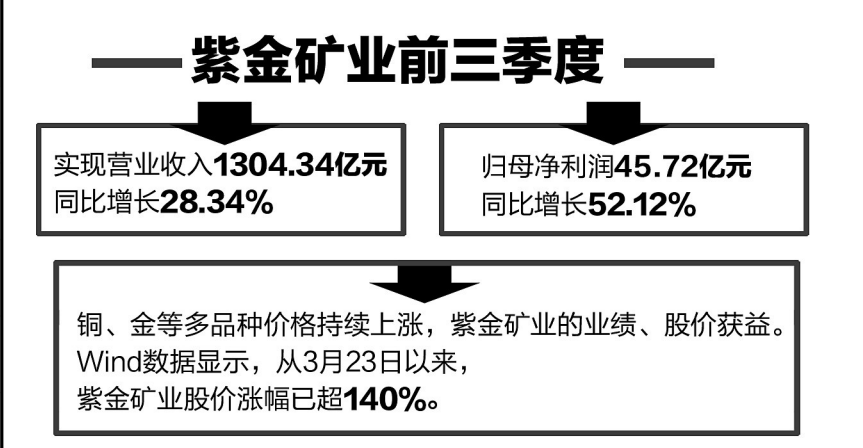 紫金矿业前三季度
实现营业收入1304.34亿元
同比增长28.34%
归母净利润45.72亿元
同比增长52.12%
铜、金等多品种价格持续上涨，紫金矿业的业绩、股价获益。
Wind数据显示，从3月23日以来，
紫金矿业股价涨幅已超140%。